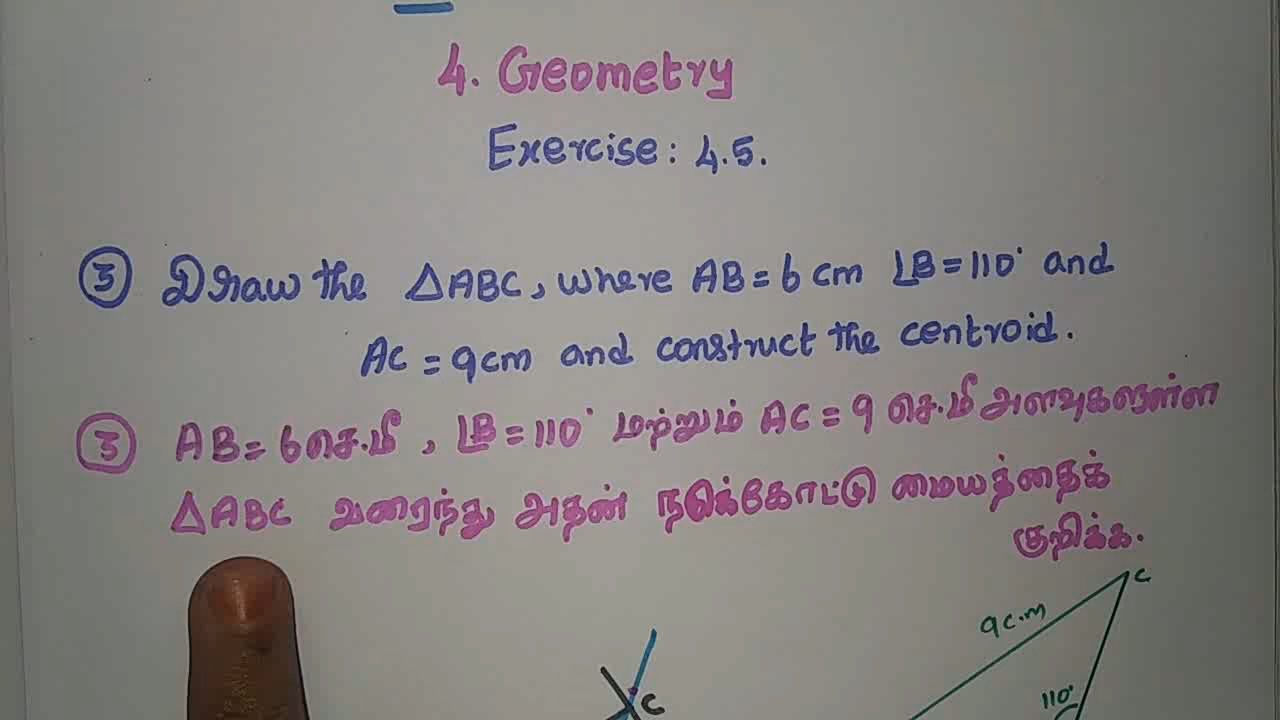 4. Geometry
Exercise: 4.5.
③ Draw the ΔABC, where AB = 6 cm ∠B = 110° and
AC = 9cm and construct the centroid.
③ AB = 6 செ.மீ, ∠B = 110° மற்றும் AC = 9 செ.மீ அளவுகளுள்ள
ΔABC வரைந்து அதன் நடுக்கோட்டு மையத்தைக்
குறிக்க.
C
9c.m
C
110°